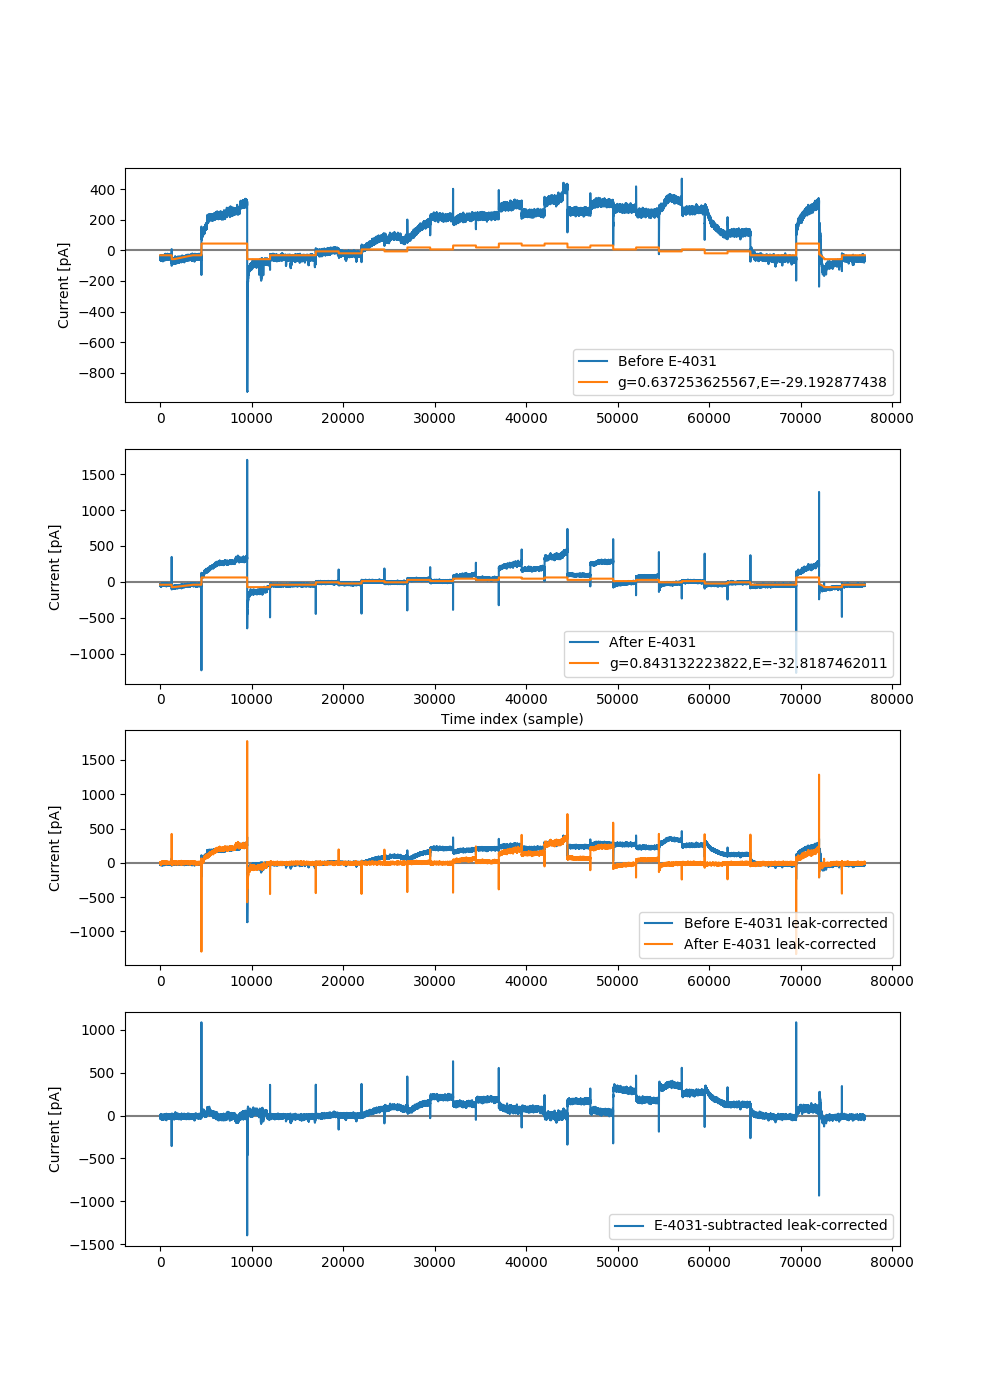 400
200
0
−200
−400
−600
−800
Current [pA]
Before E-4031
g=0.637253625567,E=-29.192877438
0 10000 20000 30000 40000 50000 60000 70000 80000
1500
1000
500
0
−500
−1000
Current [pA]
After E-4031
g=0.843132223822,E=-32.8187462011
0 10000 20000 30000 40000 50000 60000 70000 80000
Time index (sample)
1500
1000
500
0
−500
−1000
Current [pA]
Before E-4031 leak-corrected
After E-4031 leak-corrected
0 10000 20000 30000 40000 50000 60000 70000 80000
1000
500
0
−500
−1000
−1500
Current [pA]
E-4031-subtracted leak-corrected
0 10000 20000 30000 40000 50000 60000 70000 80000